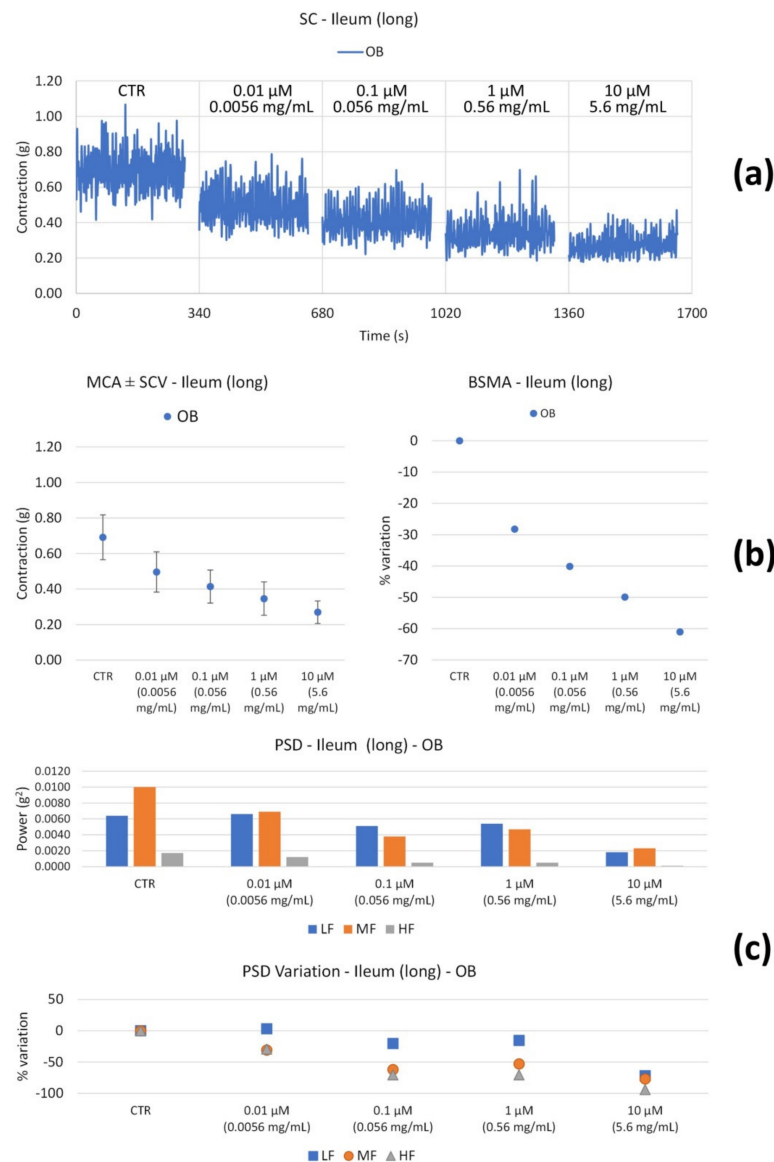 SC - Ileum (long)
OB
CTR
0.01 µM
0.0056 mg/mL
0.1 µM
0.056 mg/mL
1 µM
0.56 mg/mL
10 µM
5.6 mg/mL
Contraction (g)
1.20
1.00
0.80
0.60
0.40
0.20
0.00
0
340
680
1020
1360
1700
Time (s)
(a)
MCA ± SCV - Ileum (long)
OB
Contraction (g)
1.20
1.00
0.80
0.60
0.40
0.20
0.00
CTR
0.01 µM
(0.0056
mg/mL)
0.1 µM
(0.056
mg/mL)
1 µM
(0.56
mg/mL)
10 µM
(5.6
mg/mL)
BSMA - Ileum (long)
OB
% variation
0
-10
-20
-30
-40
-50
-60
-70
CTR
0.01 µM
(0.0056
mg/mL)
0.1 µM
(0.056
mg/mL)
1 µM
(0.56
mg/mL)
10 µM
(5.6
mg/mL)
(b)
PSD - Ileum (long) - OB
Power (g²)
0.0120
0.0100
0.0080
0.0060
0.0040
0.0020
0.0000
CTR
0.01 µM
(0.0056 mg/mL)
0.1 µM
(0.056 mg/mL)
1 µM
(0.56 mg/mL)
10 µM
(5.6 mg/mL)
LF MF HF
(c)
PSD Variation - Ileum (long) - OB
% variation
50
0
-50
-100
CTR
0.01 µM
(0.0056 mg/mL)
0.1 µM
(0.056 mg/mL)
1 µM
(0.56 mg/mL)
10 µM
(5.6 mg/mL)
LF MF HF